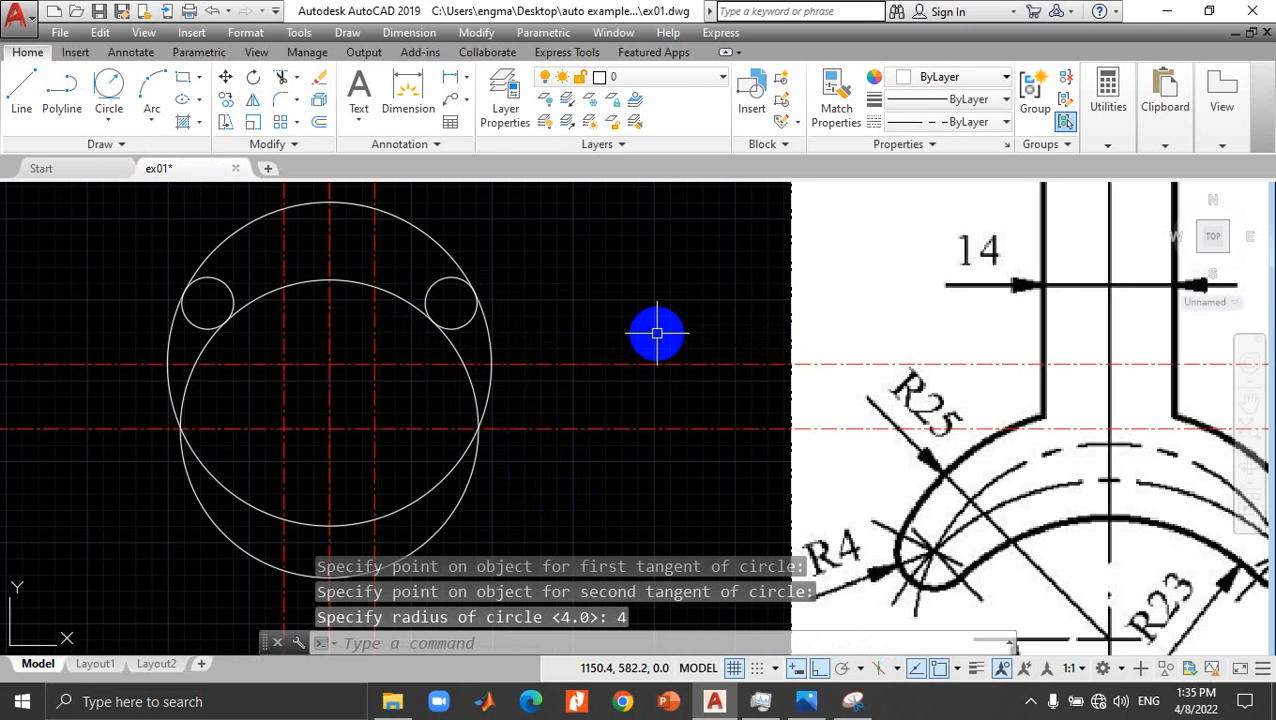 A Autodesk AutoCAD 2019 C:\Users\engma\Desktop\auto example...\ex01.dwg Type a keyword or phrase Sign In
File Edit View Insert Format Tools Draw Dimension Modify Parametric Window Help Express
Home Insert Annotate Parametric View Manage Output Add-ins Collaborate Express Tools Featured Apps
0 ByLayer
Line Polyline Circle Arc Text Dimension Layer Properties Insert Match Properties ByLayer ByLayer Group Utilities Clipboard View
Draw Modify Annotation Layers Block Properties Groups
Start ex01*
N
W TOP E
S
Unnamed
14
R25
R4
R23
Specify point on object for first tangent of circle:
Specify point on object for second tangent of circle:
Specify radius of circle <4.0>: 4
Type a command
Y
X
Model Layout1 Layout2 1150.4, 582.2, 0.0 MODEL 1:1
Type here to search ENG 1:35 PM
4/8/2022